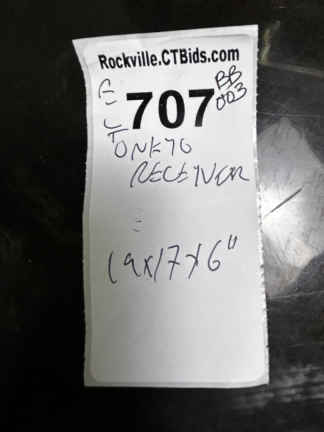 Rockville.CTBids.com
707
BB
003
ONKYO
RECEIVER
19x17x6"